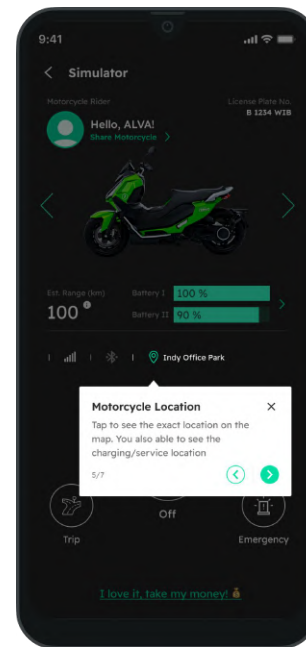 9:41
Simulator
Motorcycle Rider
License Plate No.
B 1234 WIB
Hello, ALVA!
Share Motorcycle
Est. Range (km)
100
Battery I 100 %
Battery II 90 %
Indy Office Park
Motorcycle Location
Tap to see the exact location on the
map. You also able to see the
charging/service location
5/7
Off
Trip
Emergency
I love it, take my money!